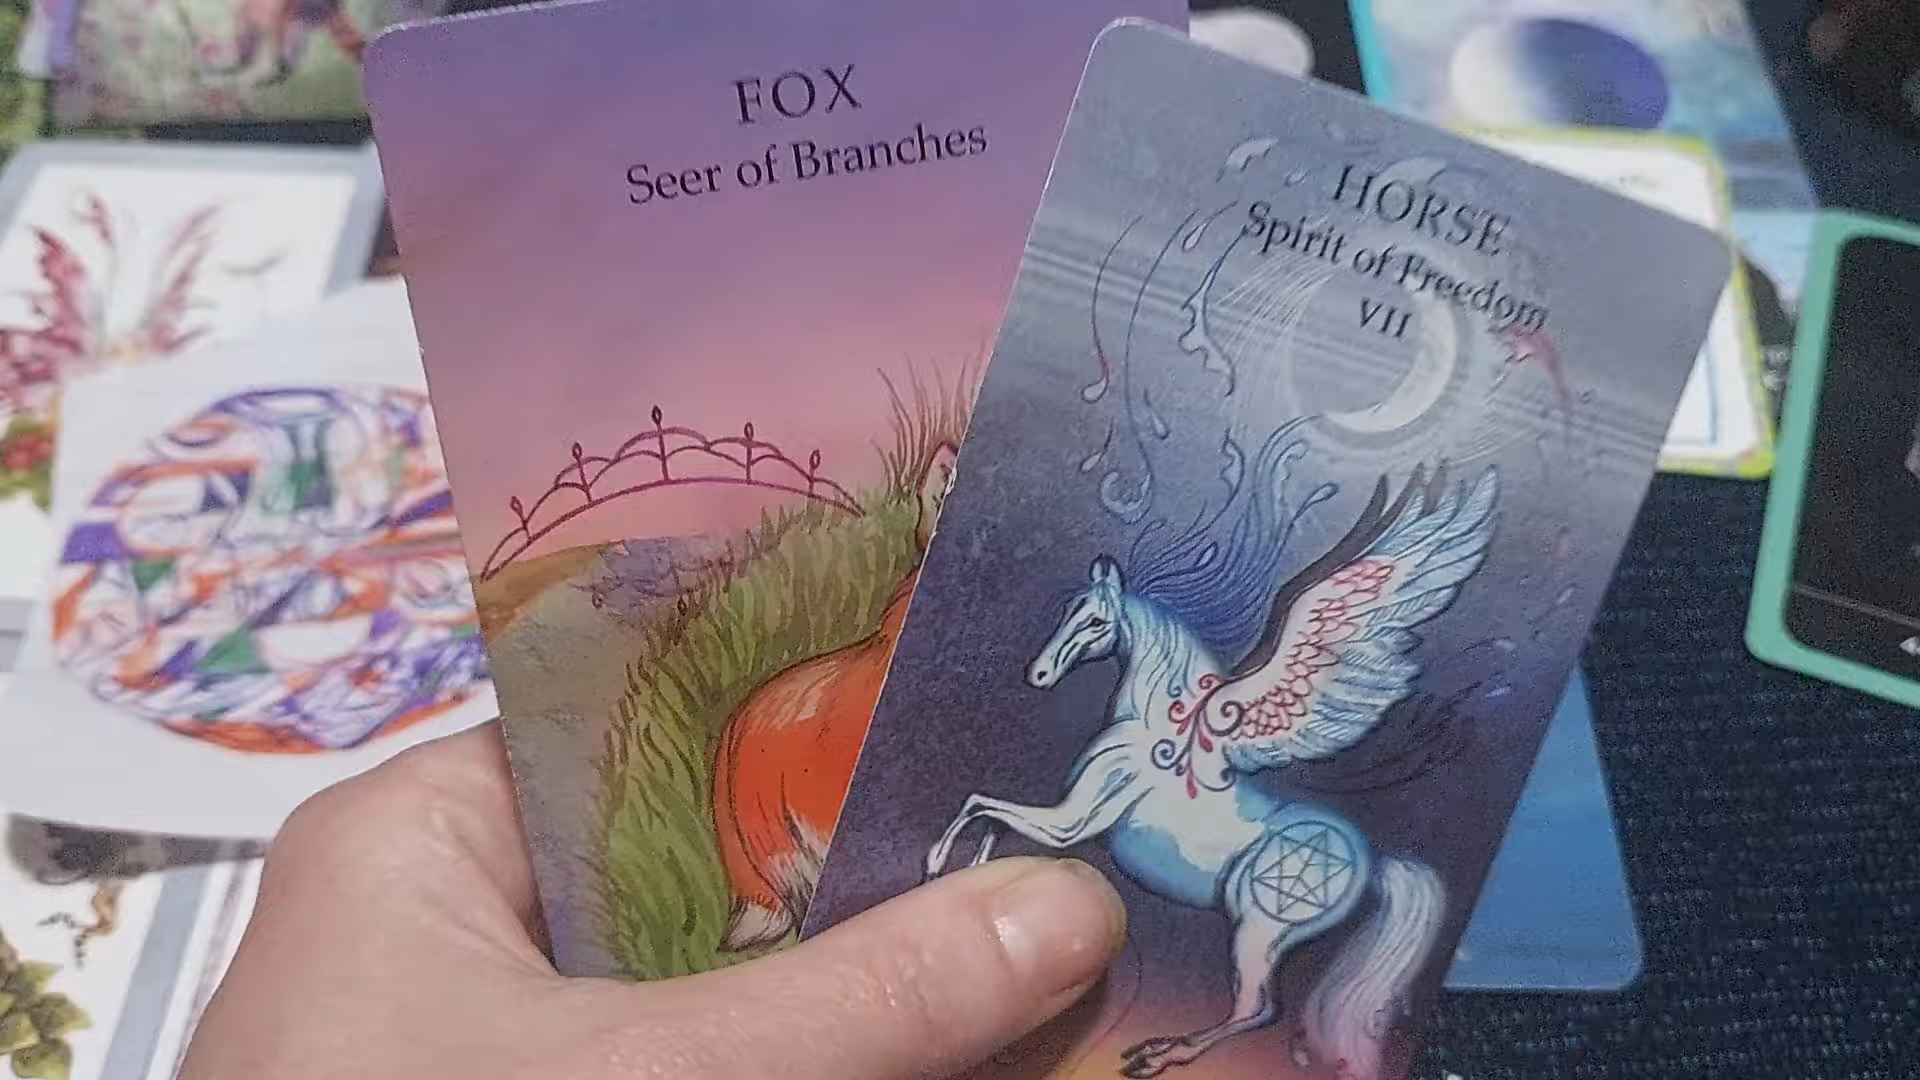 FOX
Seer of Branches
HORSE
Spirit of Freedom
VII